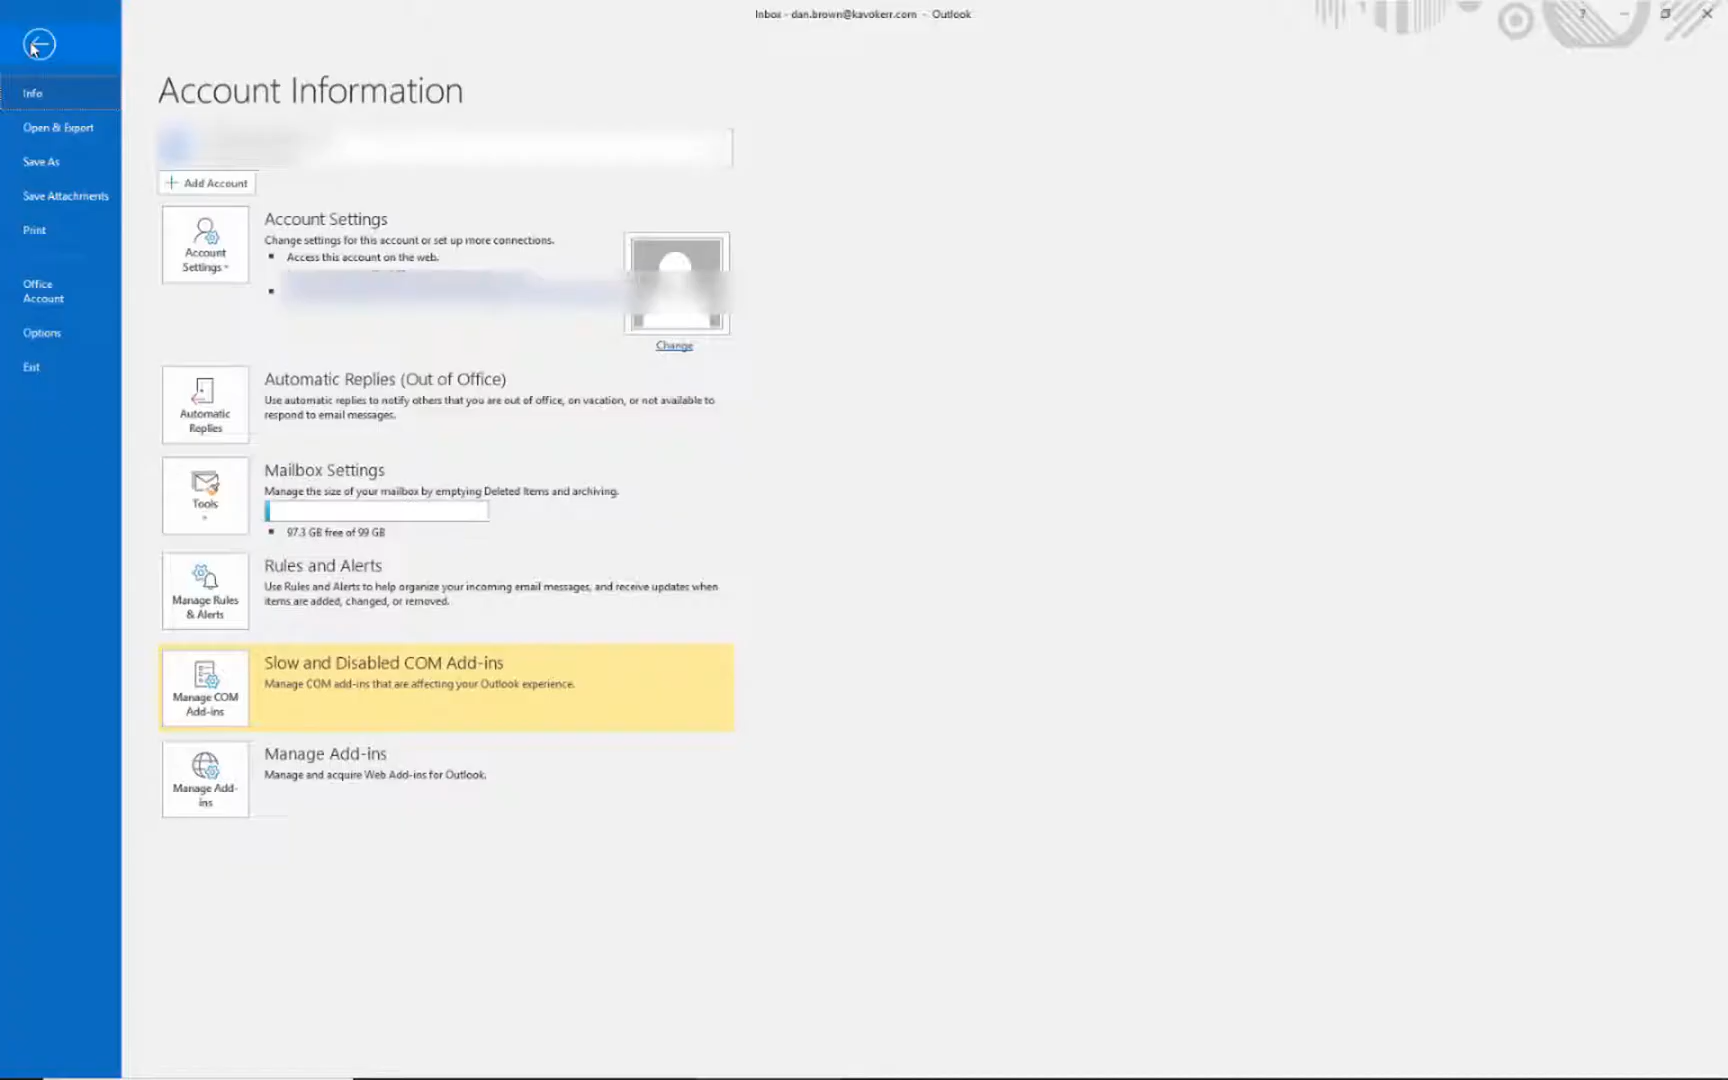 Inbox - dan.brown@kavokerr.com - Outlook
?
Info
Open & Export
Save As
Save Attachments
Print
Office
Account
Options
Exit
Account Information
Add Account
Account
Settings
Account Settings
Change settings for this account or set up more connections.
Access this account on the web.
Change
Automatic
Replies
Automatic Replies (Out of Office)
Use automatic replies to notify others that you are out of office, on vacation, or not available to
respond to email messages.
Tools
Mailbox Settings
Manage the size of your mailbox by emptying Deleted Items and archiving.
97.3 GB free of 99 GB
Manage Rules
& Alerts
Rules and Alerts
Use Rules and Alerts to help organize your incoming email messages, and receive updates when
items are added, changed, or removed.
Manage COM
Add-ins
Slow and Disabled COM Add-ins
Manage COM add-ins that are affecting your Outlook experience.
Manage Add-
ins
Manage Add-ins
Manage and acquire Web Add-ins for Outlook.